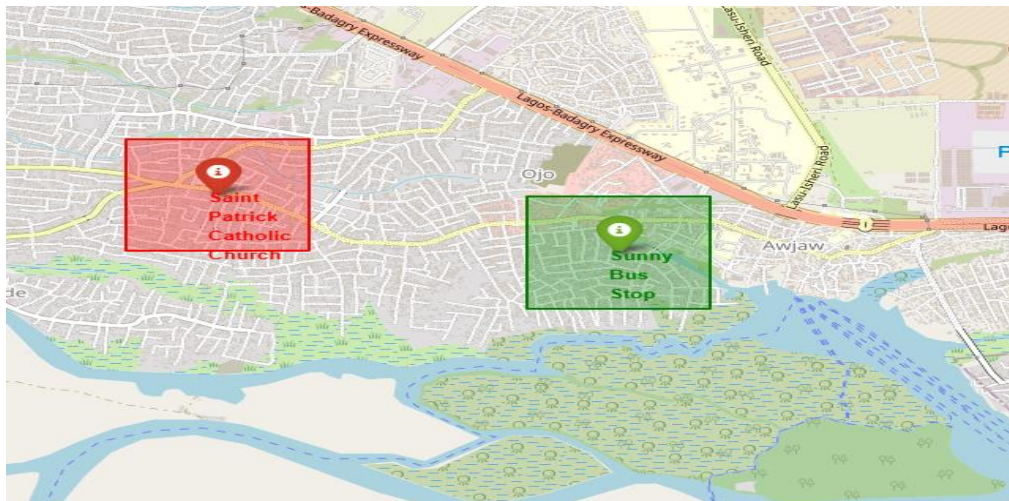 Lagos-Badagry Expressway
Lasu-Isheri Road
Lagos-Badagry Expressway
Lasu-Isheri Road
Ojo
F
Saint
Patrick
Catholic
Church
Sunny
Bus
Stop
Awjaw
Lago
de